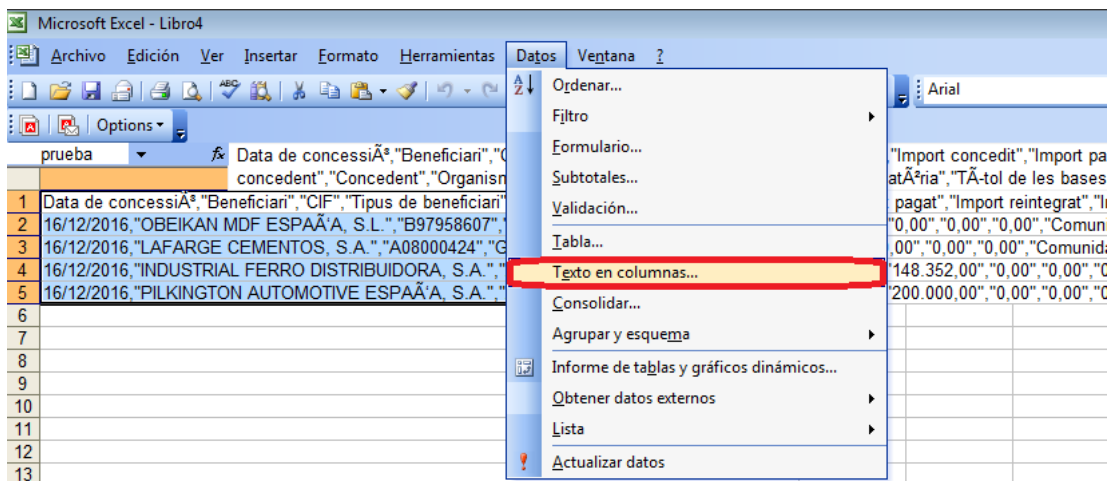 Microsoft Excel - Libro4
Archivo Edición Ver Insertar Formato Herramientas Datos Ventana ?
Arial
Options
prueba fx Data de concessiÃ³,"Beneficiari","
"Import concedit","Import pa
concedent","Concedent","Organism
atÃ²ria","TÃ-tol de les bases
1 Data de concessiÃ³,"Beneficiari","CIF","Tipus de beneficiari"
pagat","Import reintegrat","
2 16/12/2016,"OBEIKAN MDF ESPAÃ‘A, S.L.","B97958607",
"0,00","0,00","0,00","Comuni
3 16/12/2016,"LAFARGE CEMENTOS, S.A.","A08000424","G
,00","0,00","0,00","Comunida
4 16/12/2016,"INDUSTRIAL FERRO DISTRIBUIDORA, S.A.","
"148.352,00","0,00","0,00","0
5 16/12/2016,"PILKINGTON AUTOMOTIVE ESPAÃ‘A, S.A.","
"200.000,00","0,00","0,00","0
6
7
8
9
10
11
12
13
Ordenar...
Filtro
Formulario...
Subtotales...
Validación...
Tabla...
Texto en columnas...
Consolidar...
Agrupar y esquema
Informe de tablas y gráficos dinámicos...
Obtener datos externos
Lista
Actualizar datos